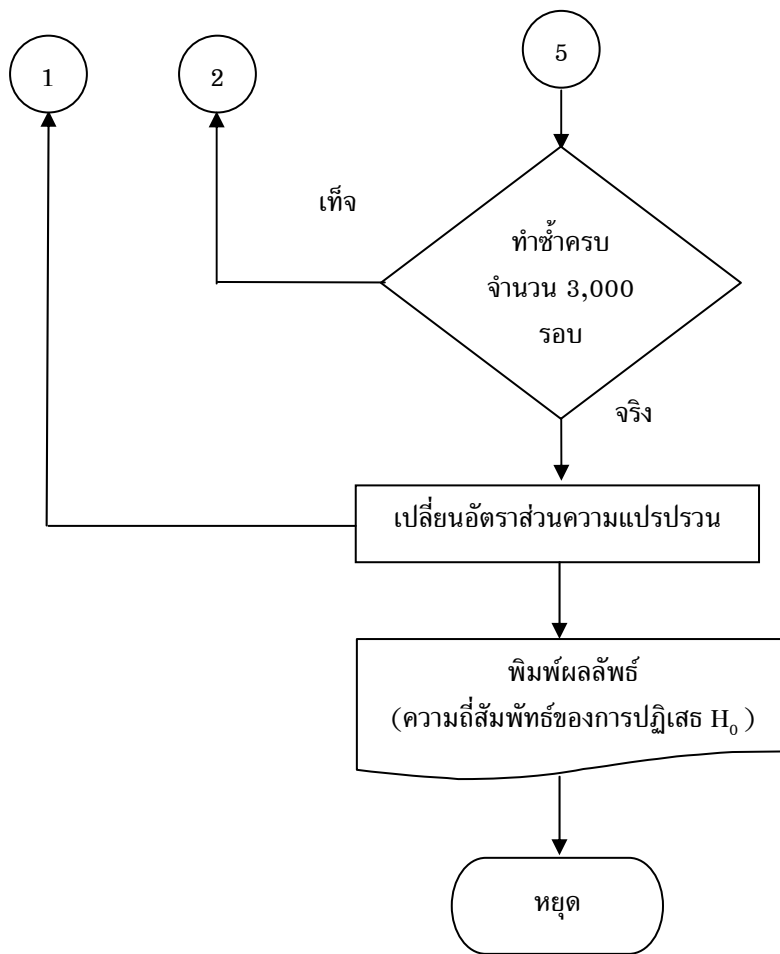 1
2
5
เท็จ
ทำซ้ำครบ
จำนวน 3,000
รอบ
จริง
เปลี่ยนอัตราส่วนความแปรปรวน
พิมพ์ผลลัพธ์
(ความถี่สัมพัทธ์ของการปฏิเสธ H₀ )
หยุด